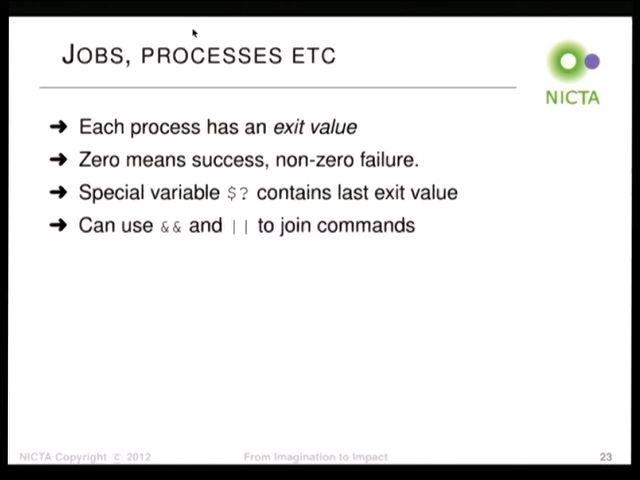 JOBS, PROCESSES ETC
NICTA
➔ Each process has an exit value
➔ Zero means success, non-zero failure.
➔ Special variable $? contains last exit value
➔ Can use && and || to join commands
NICTA Copyright © 2012 From Imagination to Impact 23